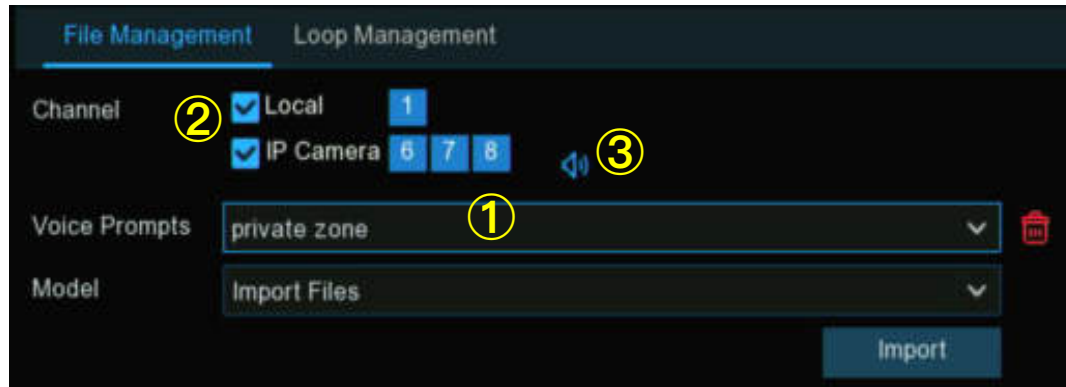 File Management Loop Management
Channel ② Local 1
IP Camera 6 7 8 ③
Voice Prompts private zone ①
Model Import Files
Import